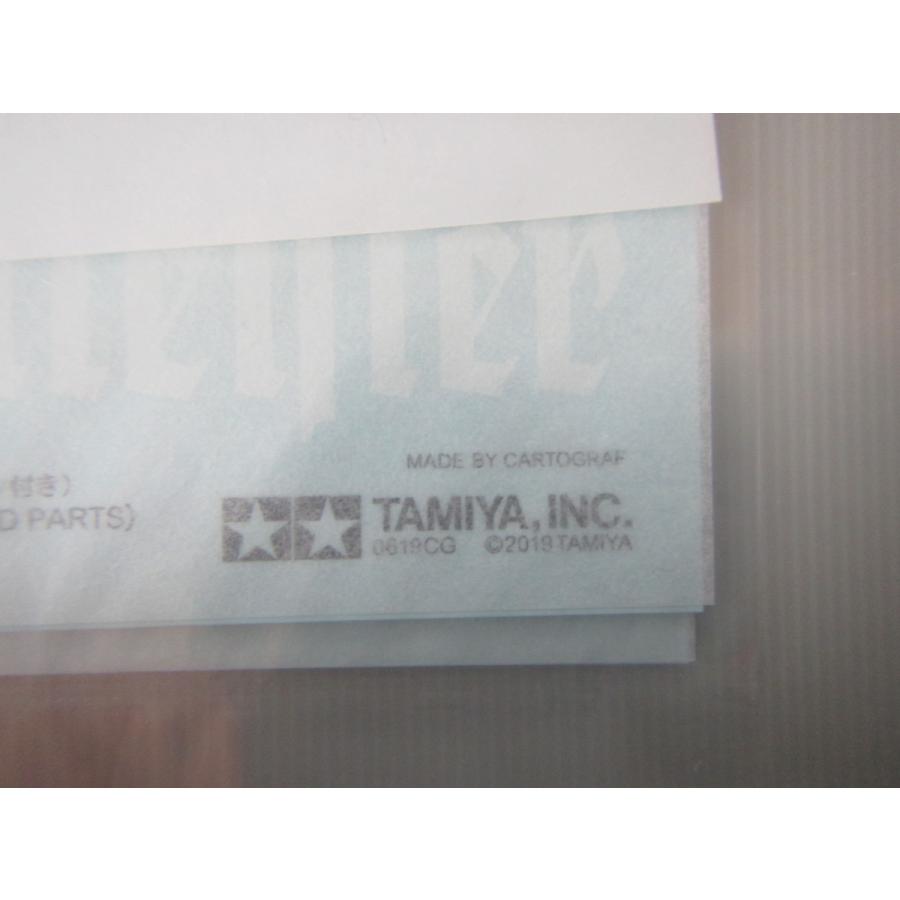 MADE BY CARTOGRAF
付き)
D PARTS)
TAMIYA, INC.
0619CG ©2019 TAMIYA